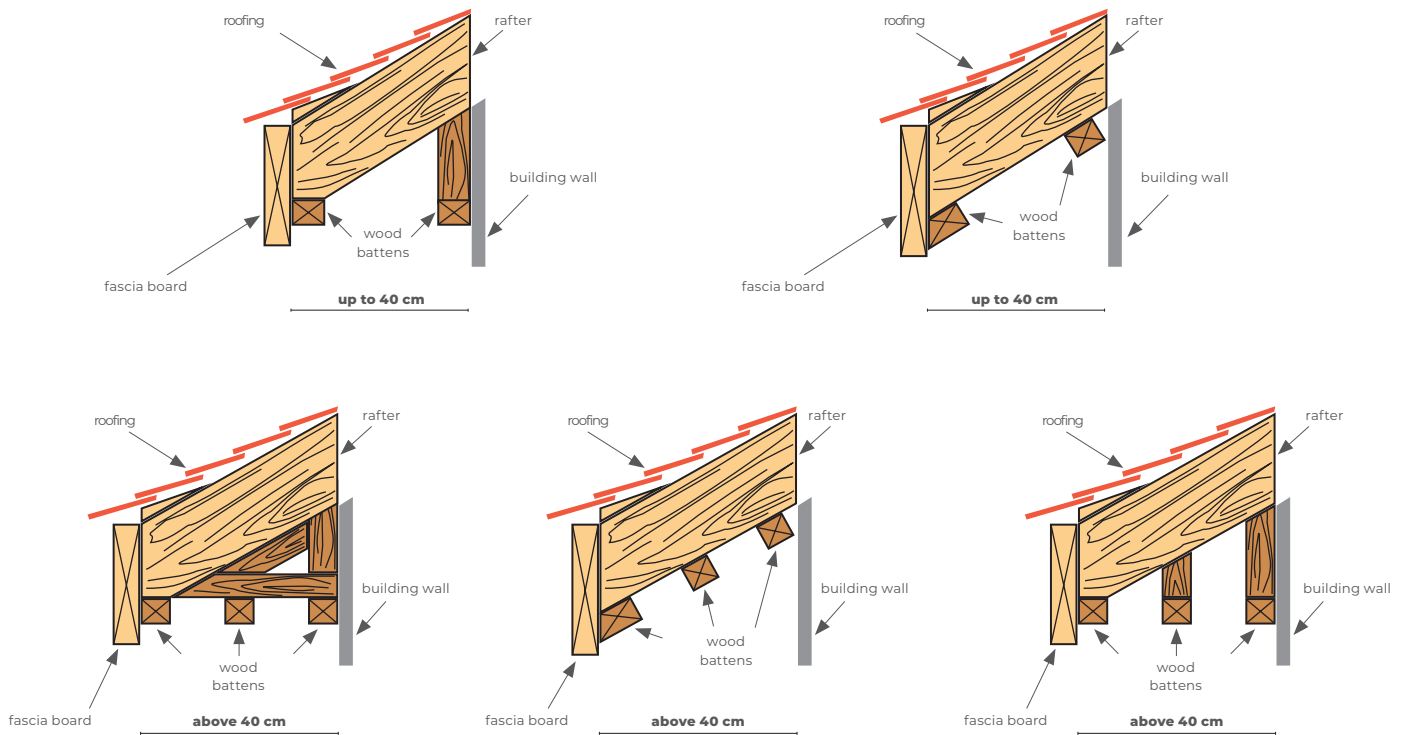 roofing
rafter
building wall
wood
battens
fascia board
up to 40 cm
roofing
rafter
building wall
wood
battens
fascia board
up to 40 cm
roofing
rafter
building wall
wood
battens
fascia board
above 40 cm
roofing
rafter
building wall
wood
battens
fascia board
above 40 cm
roofing
rafter
building wall
wood
battens
fascia board
above 40 cm